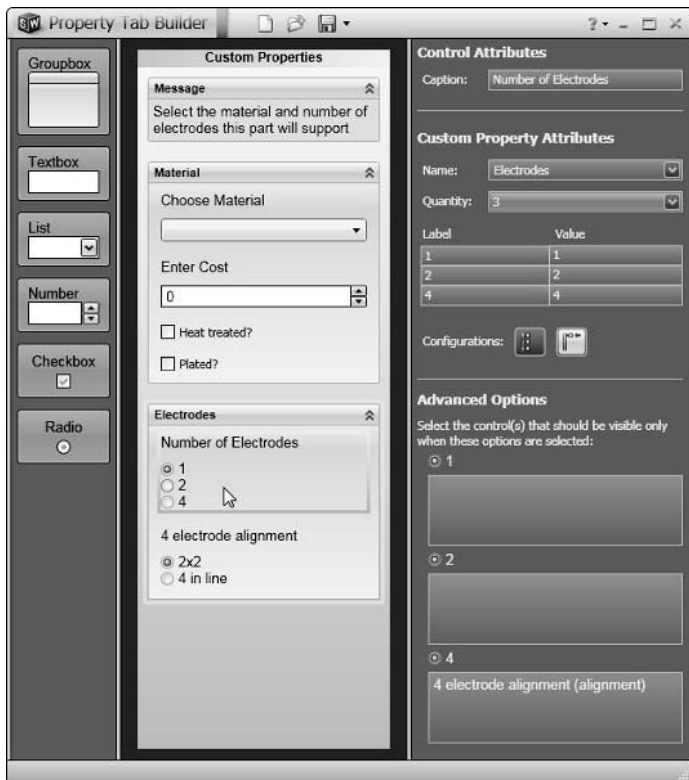 SW Property Tab Builder
?
Groupbox
Textbox
List
Number
Checkbox
Radio
Custom Properties
Message
Select the material and number of
electrodes this part will support
Material
Choose Material
Enter Cost
0
Heat treated?
Plated?
Electrodes
Number of Electrodes
1
2
4
4 electrode alignment
2x2
4 in line
Control Attributes
Caption: Number of Electrodes
Custom Property Attributes
Name: Electrodes
Quantity: 3
Label Value
1 1
2 2
4 4
Configurations:
Advanced Options
Select the control(s) that should be visible only
when these options are selected:
1
2
4
4 electrode alignment (alignment)